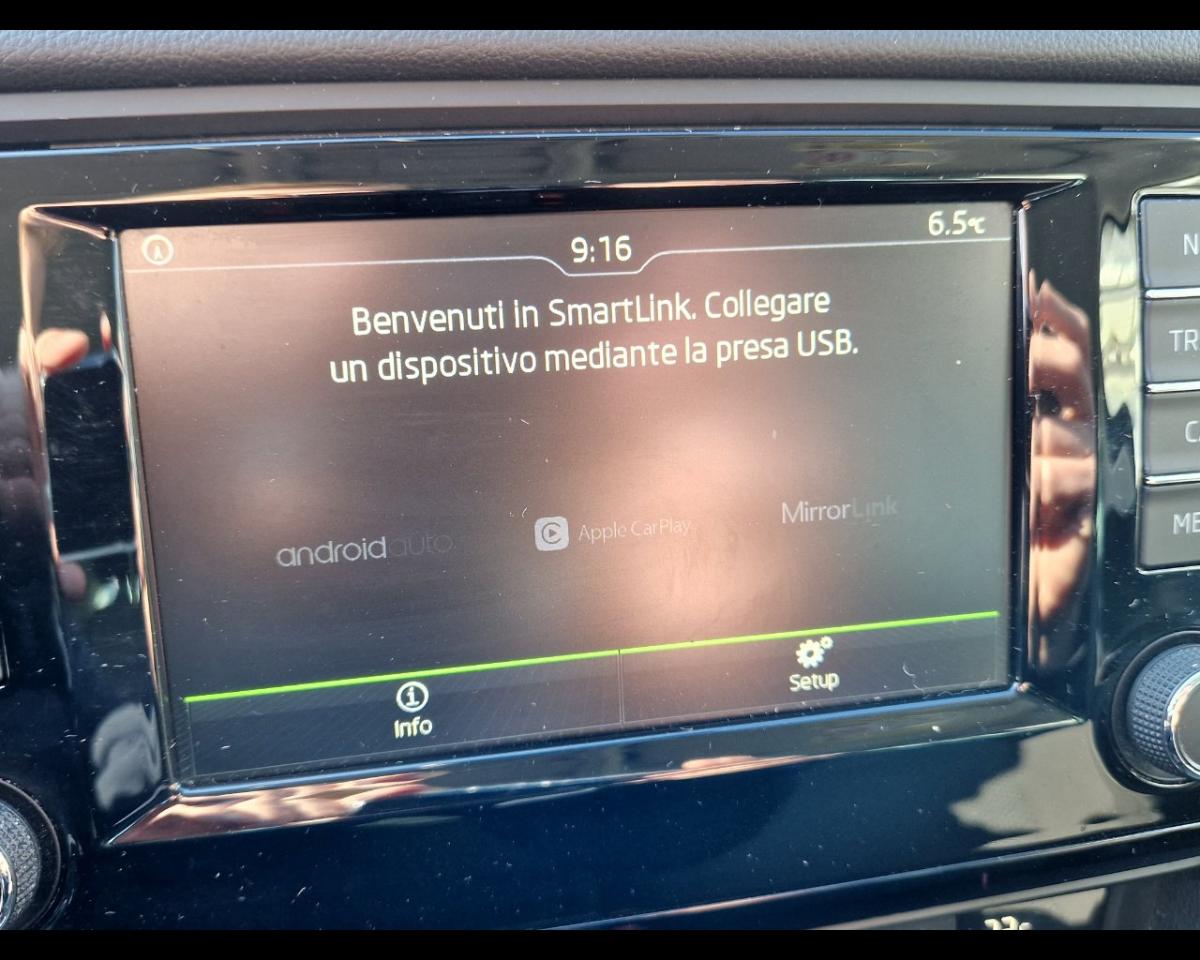 9:16
6.5°C
Benvenuti in SmartLink. Collegare
un dispositivo mediante la presa USB.
androidauto
Apple CarPlay
MirrorLink
Info
Setup